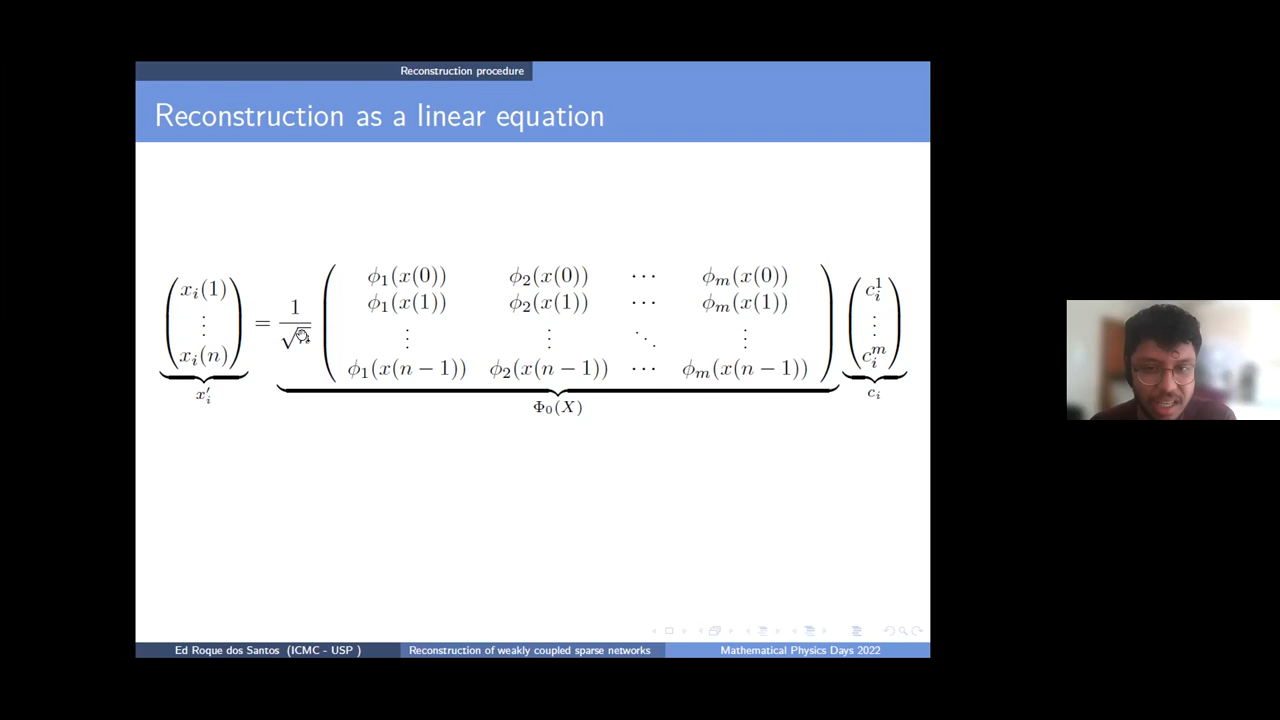 Reconstruction procedure
Reconstruction as a linear equation
x_i(1) ⋮ x_i(n) = 1/√ ϕ_1(x(0)) ϕ_2(x(0)) ⋯ ϕ_m(x(0)) c_i^1
ϕ_1(x(1)) ϕ_2(x(1)) ⋯ ϕ_m(x(1)) ⋮
⋮ ⋮ ⋱ ⋮
ϕ_1(x(n − 1)) ϕ_2(x(n − 1)) ⋯ ϕ_m(x(n − 1)) c_i^m
x_i′ Φ_0(X) c_i
Ed Roque dos Santos (ICMC - USP ) Reconstruction of weakly coupled sparse networks Mathematical Physics Days 2022